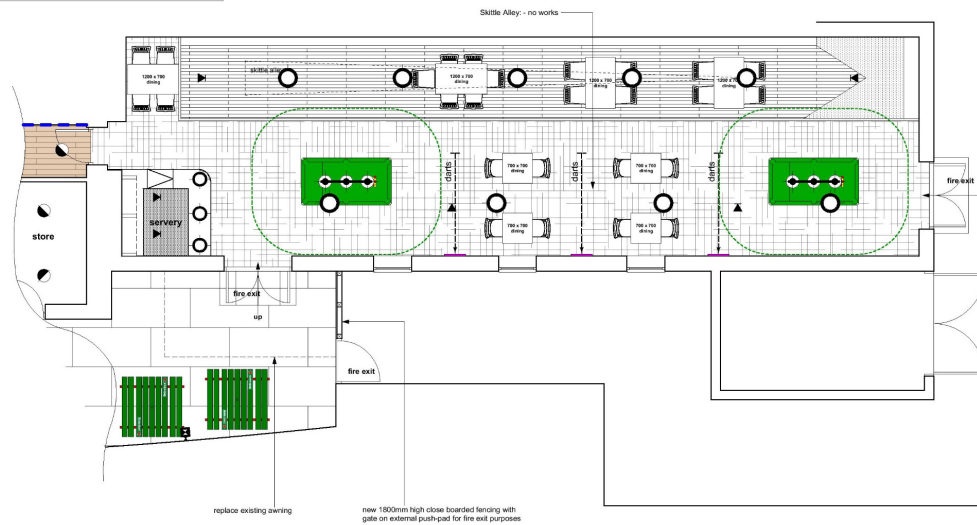 Skittle Alley: - no works
1200 x 700
dining
skittle alley
1200 x 700
dining
1200 x 700
dining
1200 x 700
dining
darts
darts
darts
700 x 700
dining
700 x 700
dining
700 x 700
dining
700 x 700
dining
servery
store
fire exit
fire exit
up
fire exit
replace existing awning
new 1800mm high close boarded fencing with
gate on external push-pad for fire exit purposes